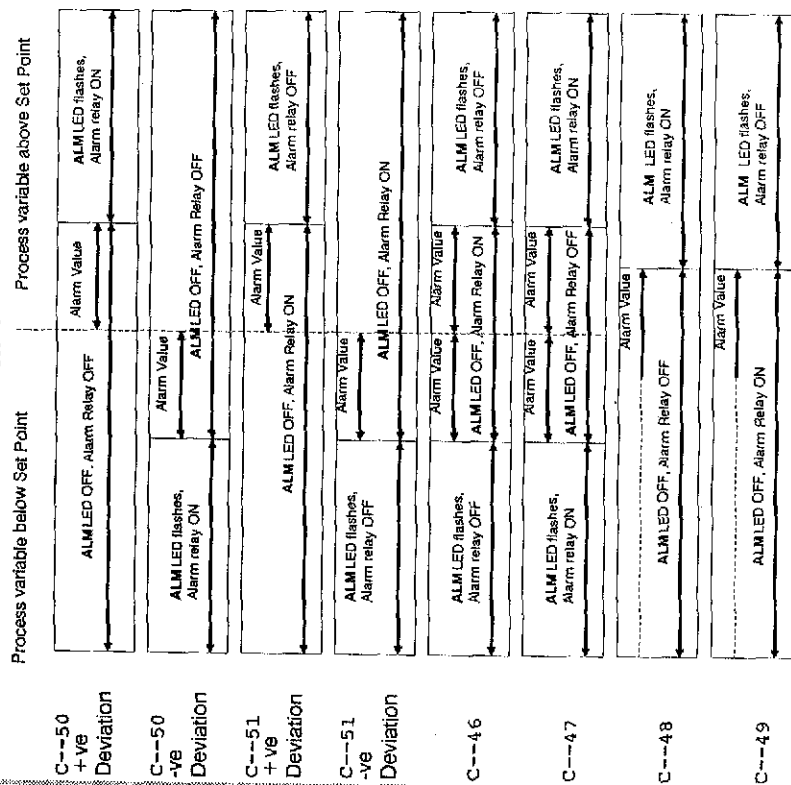 Process variable below Set Point
Process variable above Set Point
C--50
+ve
Deviation
ALM LED OFF, Alarm Relay OFF
Alarm Value
ALM LED flashes,
Alarm relay ON
C--50
-ve
Deviation
ALM LED flashes,
Alarm relay ON
Alarm Value
ALM LED OFF, Alarm Relay OFF
C--51
+ve
Deviation
ALM LED OFF, Alarm Relay ON
Alarm Value
ALM LED flashes,
Alarm relay OFF
C--51
-ve
Deviation
ALM LED flashes,
Alarm relay OFF
Alarm Value
ALM LED OFF, Alarm Relay ON
C--46
ALM LED flashes,
Alarm relay OFF
Alarm Value
Alarm Value
ALM LED OFF, Alarm Relay ON
ALM LED flashes,
Alarm relay OFF
C--47
ALM LED flashes,
Alarm relay ON
Alarm Value
Alarm Value
ALM LED OFF, Alarm Relay OFF
ALM LED flashes,
Alarm relay ON
C--48
Alarm Value
ALM LED OFF, Alarm Relay OFF
ALM LED flashes,
Alarm relay ON
C--49
Alarm Value
ALM LED OFF, Alarm Relay ON
ALM LED flashes,
Alarm relay OFF